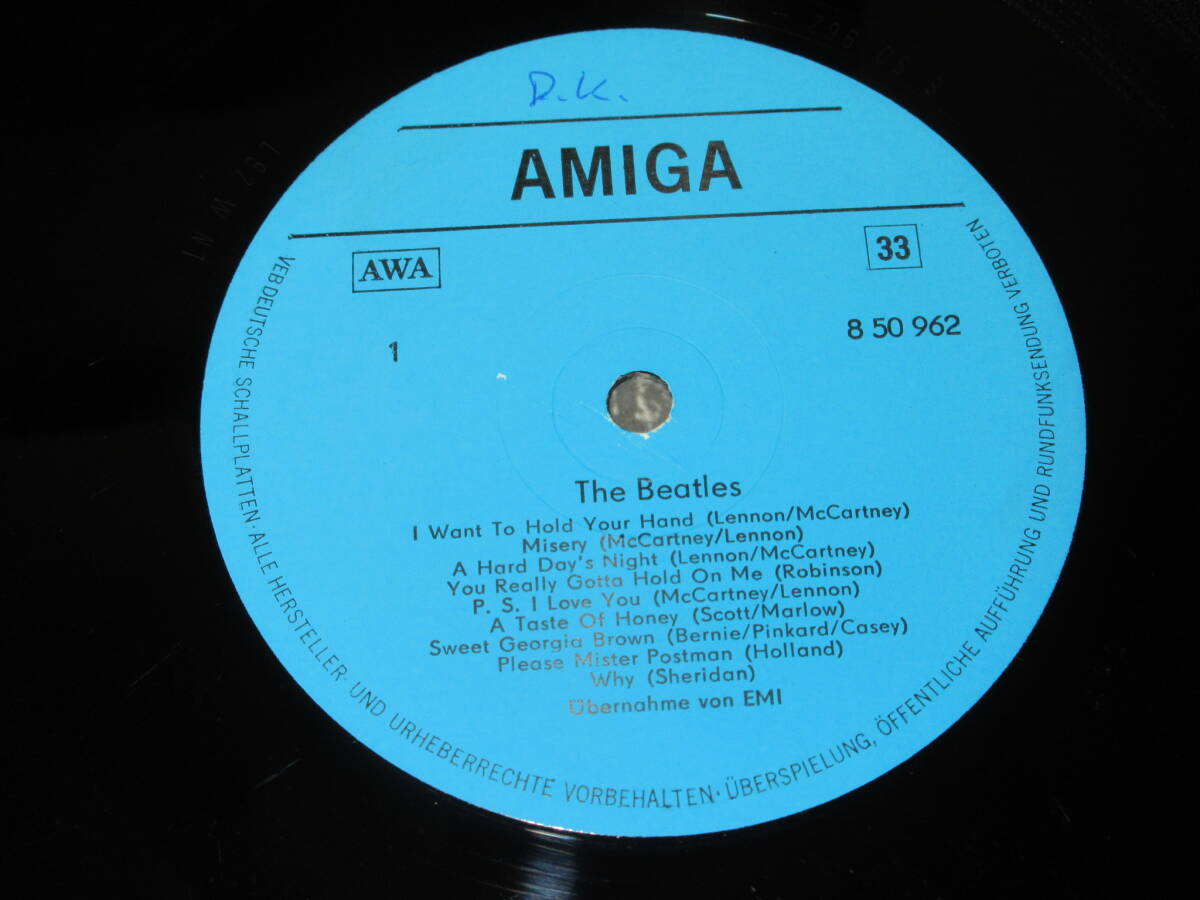 D.K.
AMIGA
AWA
33
1
8 50 962
The Beatles
I Want To Hold Your Hand (Lennon/McCartney)
Misery (McCartney/Lennon)
A Hard Day's Night (Lennon/McCartney)
You Really Gotta Hold On Me (Robinson)
P. S. I Love You (McCartney/Lennon)
A Taste Of Honey (Scott/Marlow)
Sweet Georgia Brown (Bernie/Pinkard/Casey)
Please Mister Postman (Holland)
Why (Sheridan)
Übernahme von EMI
VEB DEUTSCHE SCHALLPLATTEN · ALLE HERSTELLER- UND URHEBERRECHTE VORBEHALTEN · ÜBERSPIELUNG, ÖFFENTLICHE AUFFÜHRUNG UND RUNDFUNKSENDUNG VERBOTEN